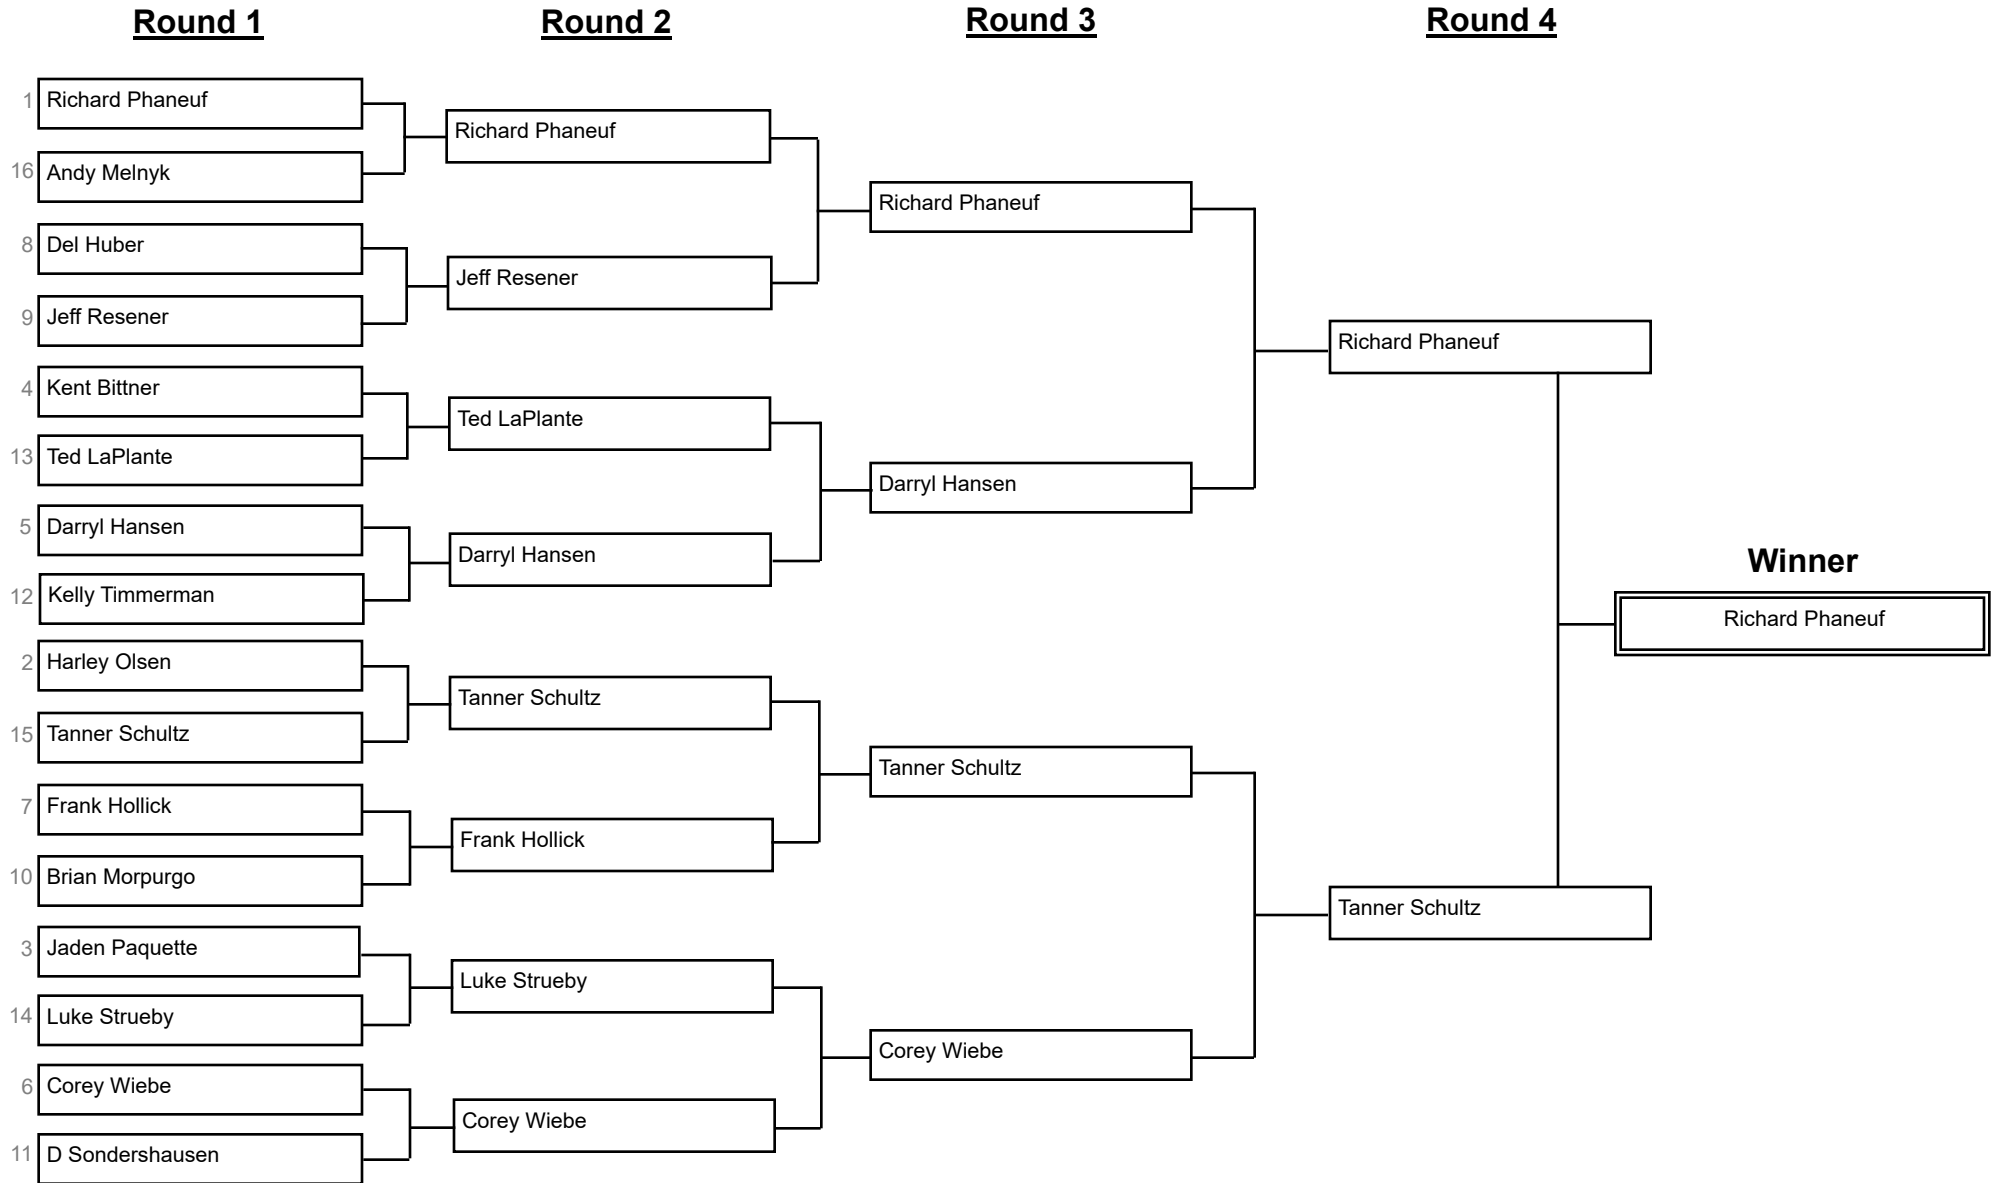 Round 1
Round 2
Round 3
Round 4
1 Richard Phaneuf
16 Andy Melnyk
8 Del Huber
9 Jeff Resener
4 Kent Bittner
13 Ted LaPlante
5 Darryl Hansen
12 Kelly Timmerman
2 Harley Olsen
15 Tanner Schultz
7 Frank Hollick
10 Brian Morpurgo
3 Jaden Paquette
14 Luke Strueby
6 Corey Wiebe
11 D Sondershausen
Richard Phaneuf
Jeff Resener
Ted LaPlante
Darryl Hansen
Tanner Schultz
Frank Hollick
Luke Strueby
Corey Wiebe
Richard Phaneuf
Darryl Hansen
Tanner Schultz
Corey Wiebe
Richard Phaneuf
Tanner Schultz
Winner
Richard Phaneuf